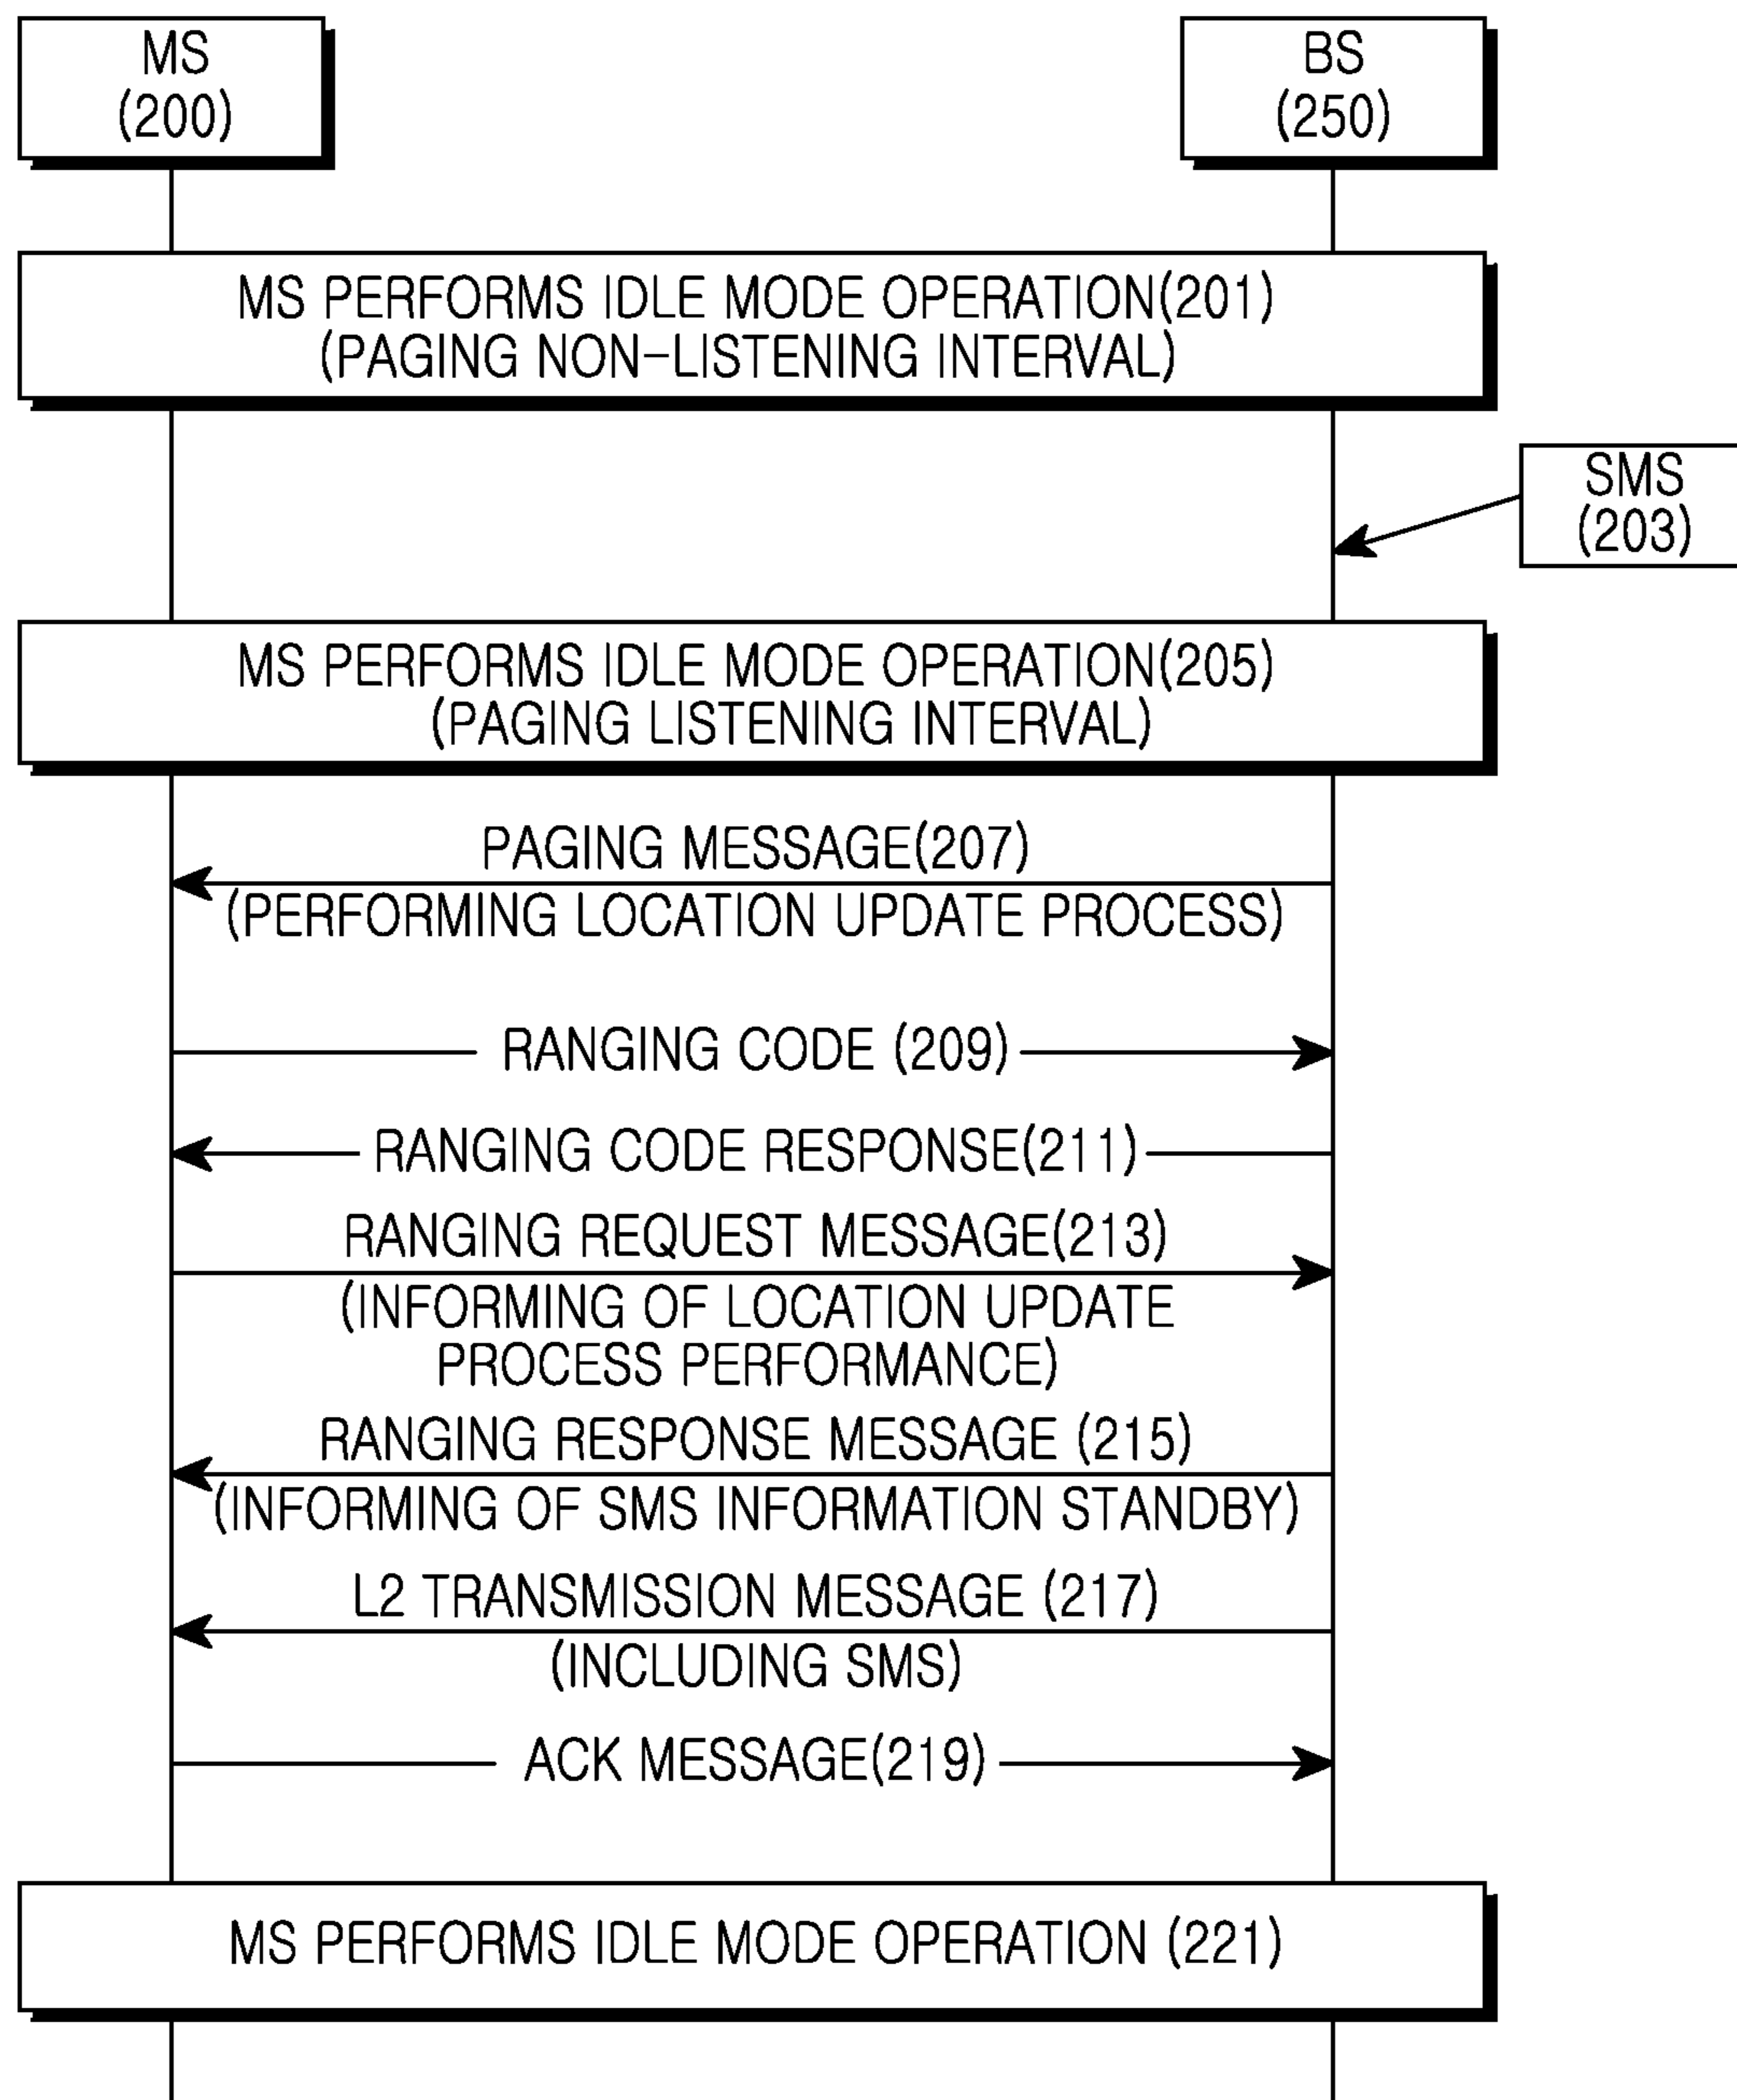 MS
(200)
BS
(250)
MS PERFORMS IDLE MODE OPERATION(201)
(PAGING NON-LISTENING INTERVAL)
SMS
(203)
MS PERFORMS IDLE MODE OPERATION(205)
(PAGING LISTENING INTERVAL)
PAGING MESSAGE(207)
(PERFORMING LOCATION UPDATE PROCESS)
RANGING CODE (209)
RANGING CODE RESPONSE(211)
RANGING REQUEST MESSAGE(213)
(INFORMING OF LOCATION UPDATE
PROCESS PERFORMANCE)
RANGING RESPONSE MESSAGE (215)
(INFORMING OF SMS INFORMATION STANDBY)
L2 TRANSMISSION MESSAGE (217)
(INCLUDING SMS)
ACK MESSAGE(219)
MS PERFORMS IDLE MODE OPERATION (221)